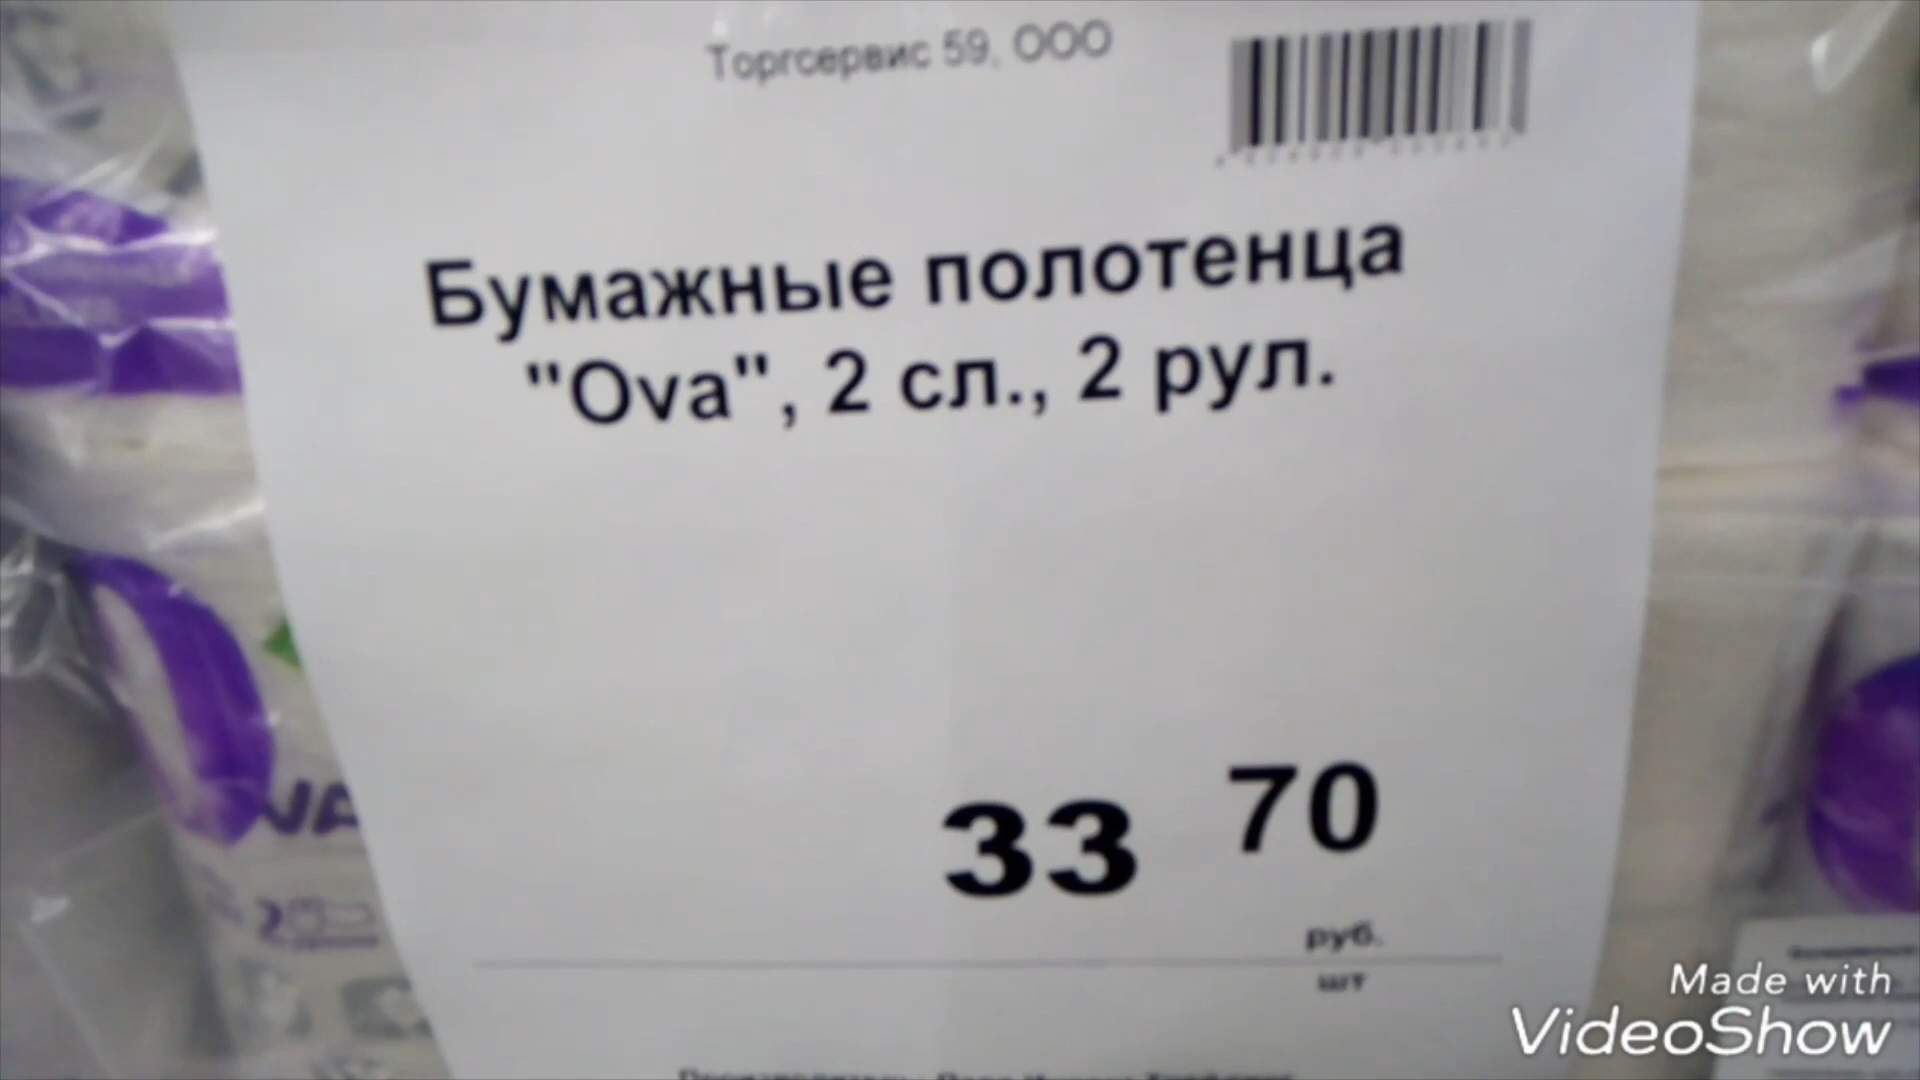 Торгсервис 59, ООО
Бумажные полотенца
"Ova", 2 сл., 2 рул.
33 70
руб.
шт
Made with
VideoShow